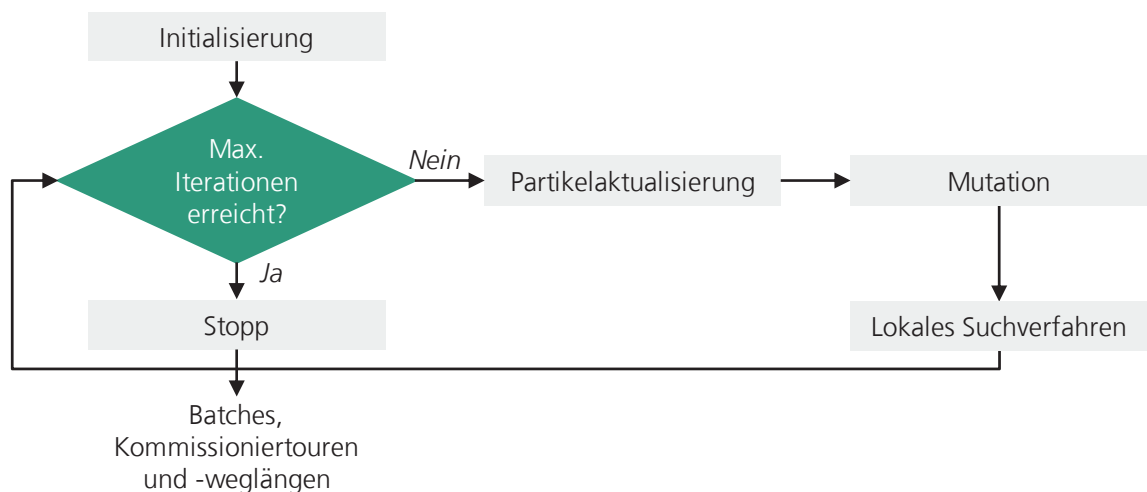 Initialisierung
Max.
Iterationen
erreicht?
Nein
Partikelaktualisierung
Mutation
Ja
Stopp
Lokales Suchverfahren
Batches,
Kommissioniertouren
und -weglängen